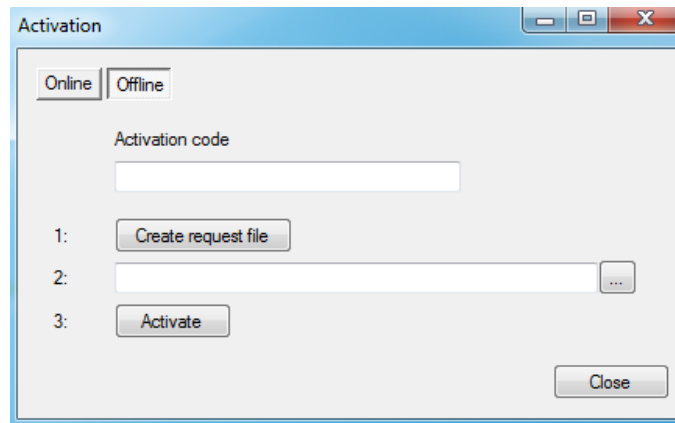 Activation
Online Offline
Activation code
1: Create request file
2: ...
3: Activate
Close